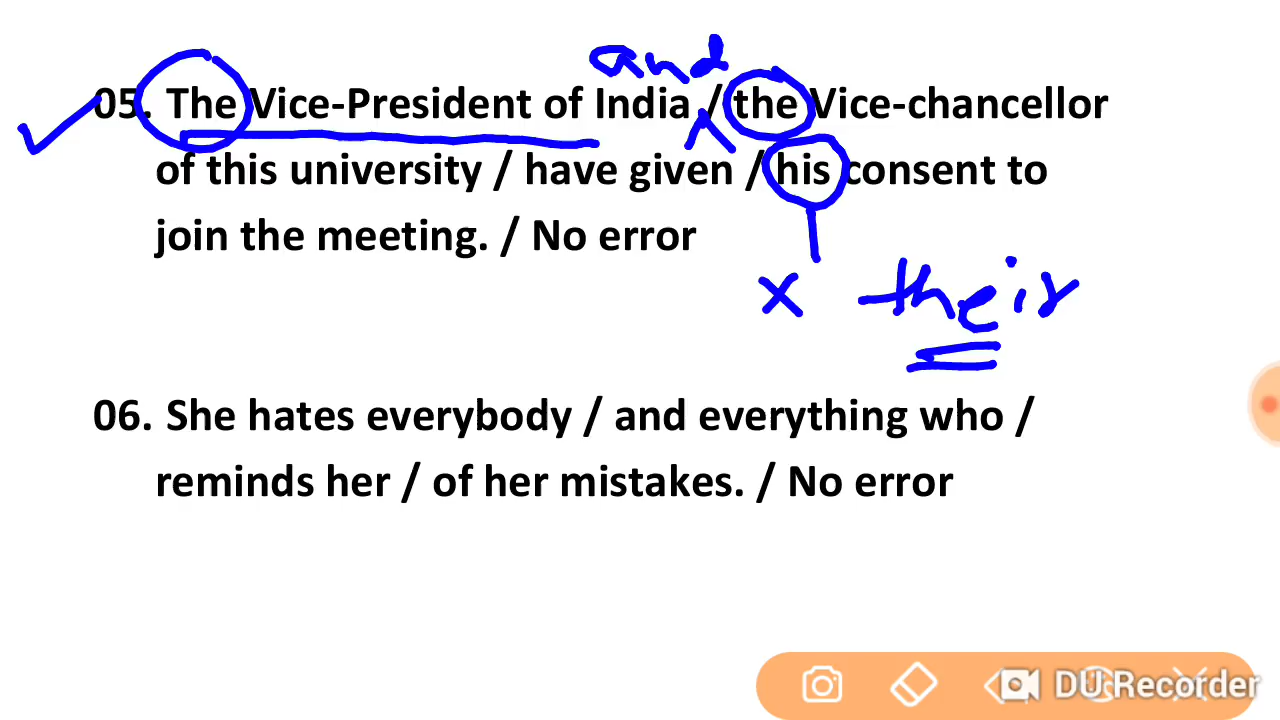 and
05. The Vice-President of India / the Vice-chancellor
of this university / have given / his consent to
join the meeting. / No error
x their
06. She hates everybody / and everything who /
reminds her / of her mistakes. / No error
DU Recorder